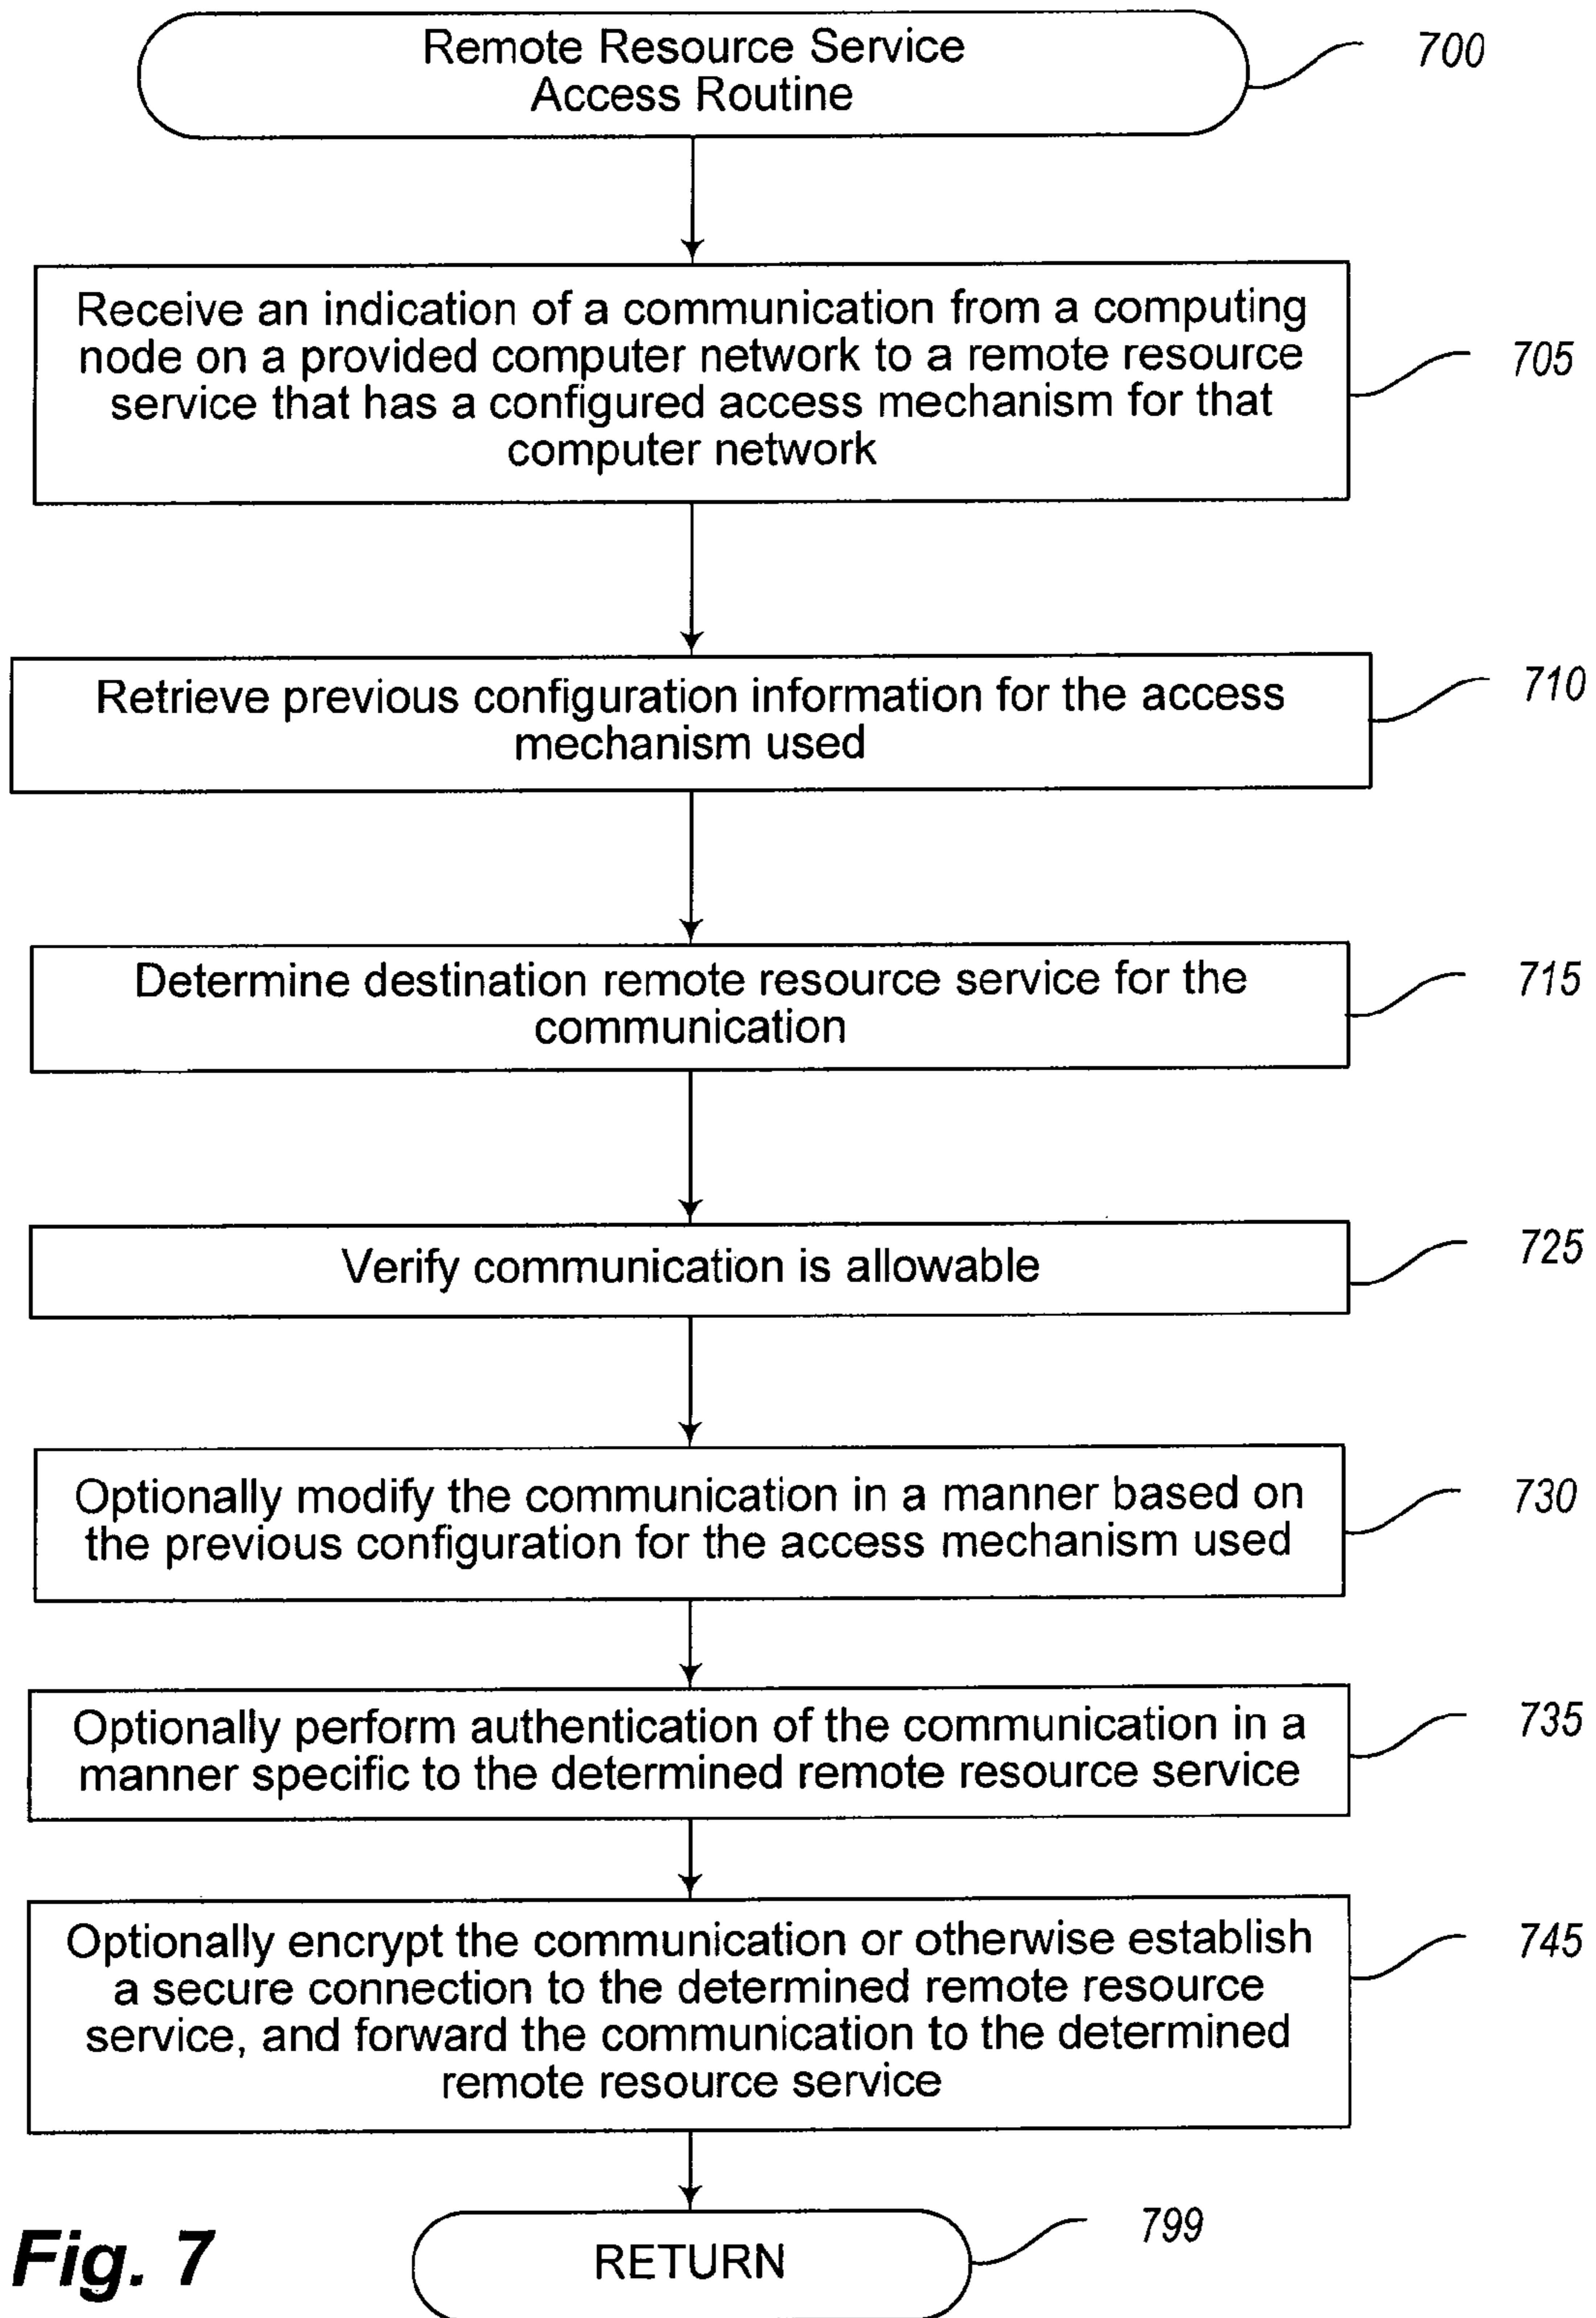 Remote Resource Service
Access Routine
700
Receive an indication of a communication from a computing
node on a provided computer network to a remote resource
service that has a configured access mechanism for that
computer network
705
Retrieve previous configuration information for the access
mechanism used
710
Determine destination remote resource service for the
communication
715
Verify communication is allowable
725
Optionally modify the communication in a manner based on
the previous configuration for the access mechanism used
730
Optionally perform authentication of the communication in a
manner specific to the determined remote resource service
735
Optionally encrypt the communication or otherwise establish
a secure connection to the determined remote resource
service, and forward the communication to the determined
remote resource service
745
RETURN
799
Fig. 7